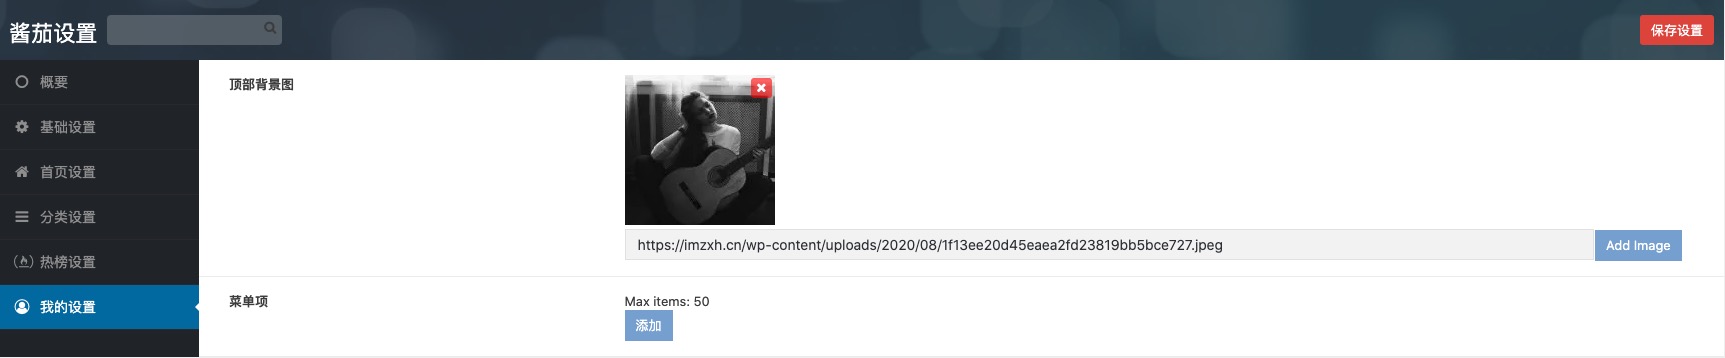 酱茄设置
保存设置
概要
基础设置
首页设置
分类设置
热榜设置
我的设置
顶部背景图
https://imzxh.cn/wp-content/uploads/2020/08/1f13ee20d45eaea2fd23819bb5bce727.jpeg
Add Image
菜单项
Max items: 50
添加